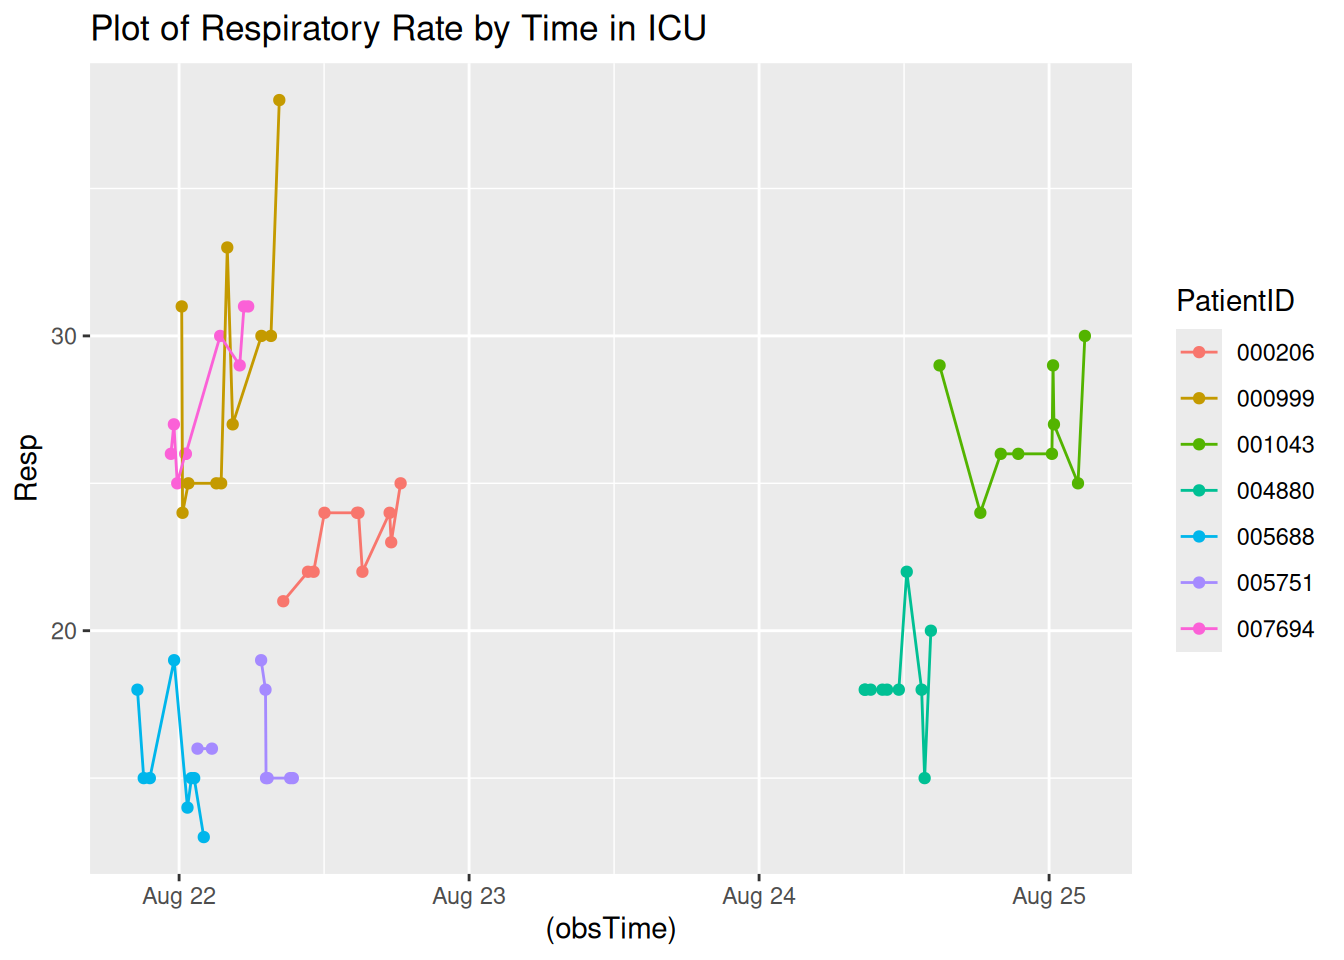 Plot of Respiratory Rate by Time in ICU
Resp
30
20
Aug 22
Aug 23
Aug 24
Aug 25
(obsTime)
PatientID
000206
000999
001043
004880
005688
005751
007694